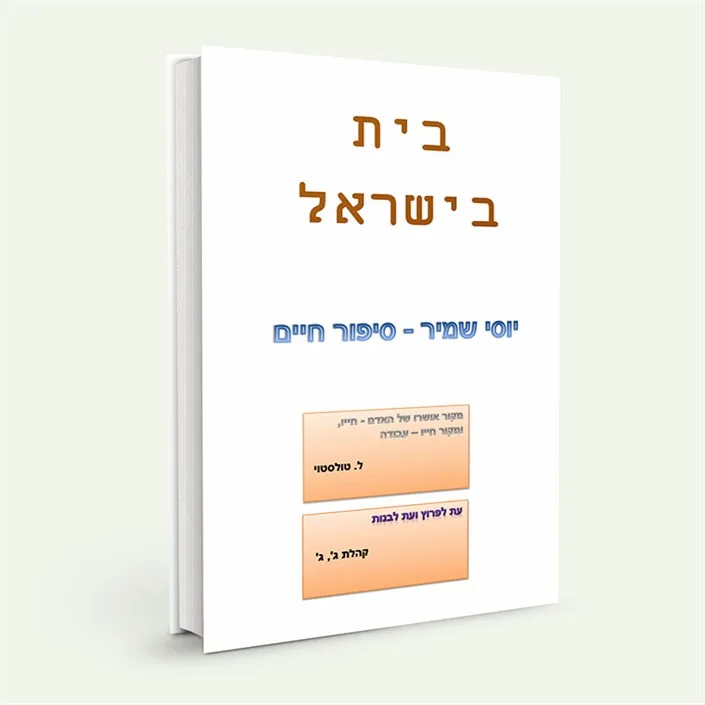 בית
בישראל
יוסי שמיר - סיפור חיים
מקור אושרו של האדם - חייו,
ומקור חייו – עבודה
ל. טולסטוי
עת לפרוץ ועת לבנות
קהלת ג', ג'